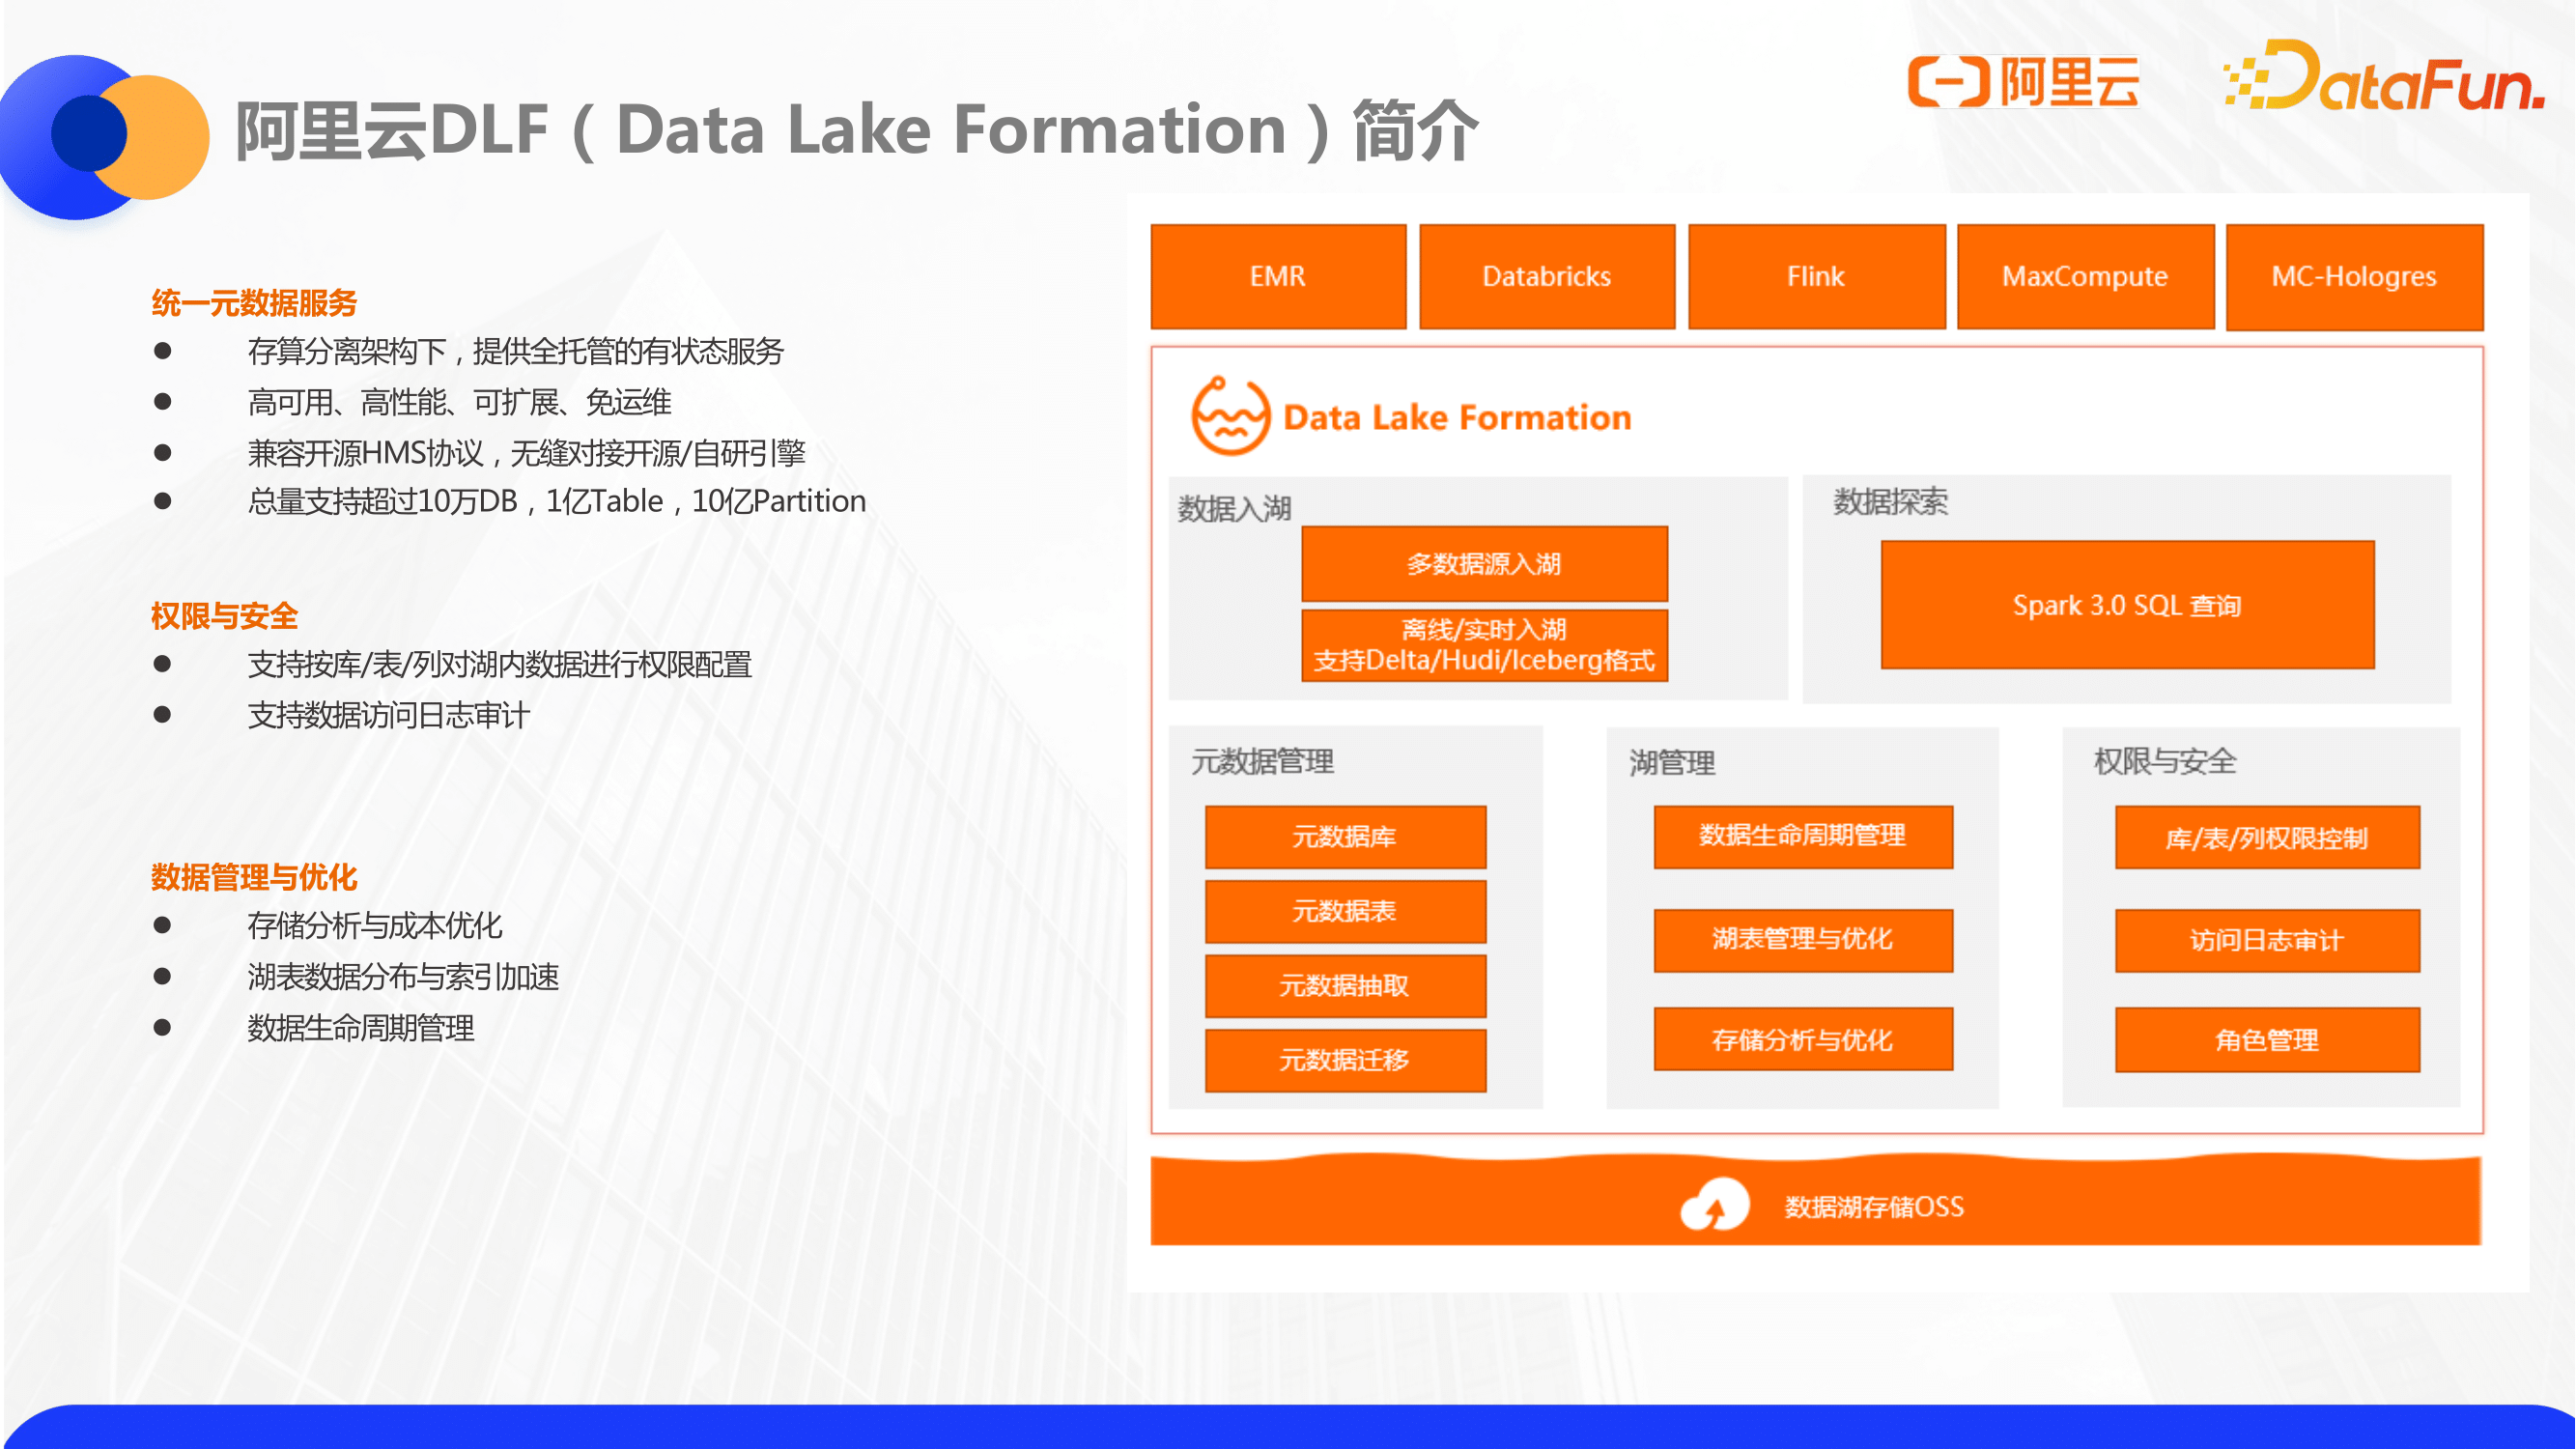 阿里云DLF（Data Lake Formation）简介
阿里云
DataFun.
统一元数据服务
● 存算分离架构下，提供全托管的有状态服务
● 高可用、高性能、可扩展、免运维
● 兼容开源HMS协议，无缝对接开源/自研引擎
● 总量支持超过10万DB，1亿Table，10亿Partition
权限与安全
● 支持按库/表/列对湖内数据进行权限配置
● 支持数据访问日志审计
数据管理与优化
● 存储分析与成本优化
● 湖表数据分布与索引加速
● 数据生命周期管理
EMR
Databricks
Flink
MaxCompute
MC-Hologres
Data Lake Formation
数据入湖
多数据源入湖
离线/实时入湖
支持Delta/Hudi/Iceberg格式
数据探索
Spark 3.0 SQL 查询
元数据管理
元数据库
元数据表
元数据抽取
元数据迁移
湖管理
数据生命周期管理
湖表管理与优化
存储分析与优化
权限与安全
库/表/列权限控制
访问日志审计
角色管理
数据湖存储OSS